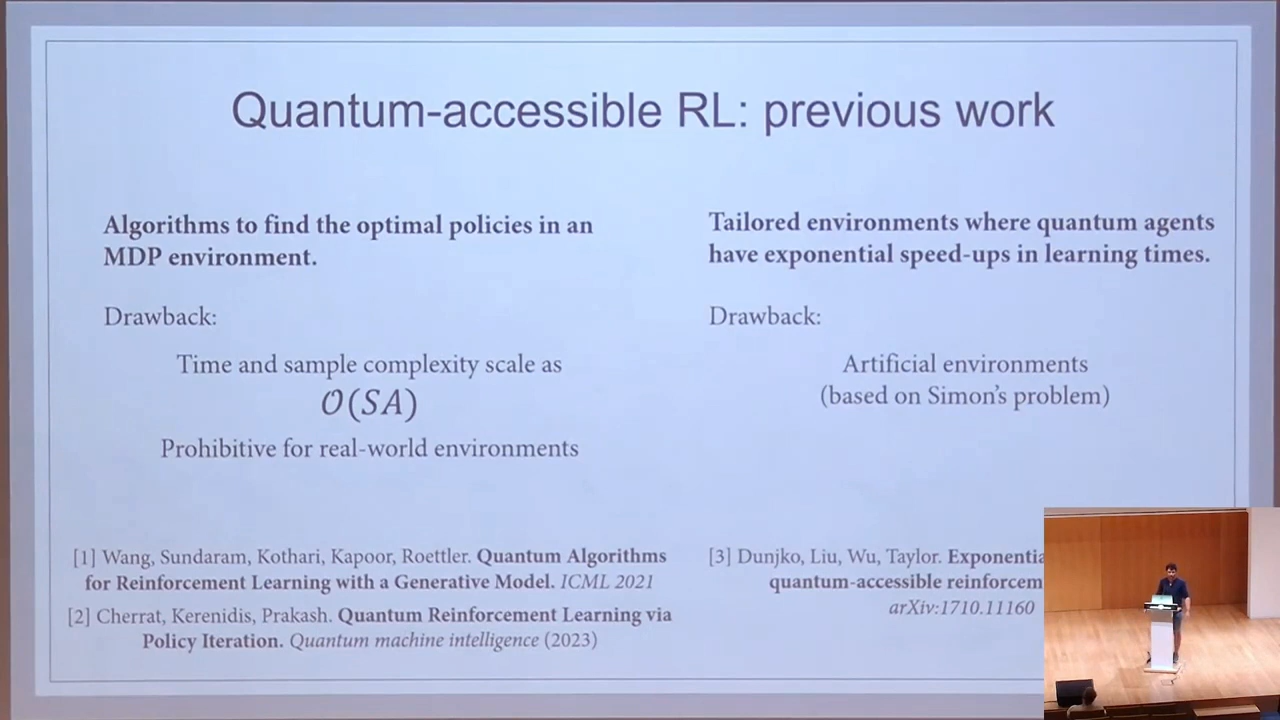 Quantum-accessible RL: previous work
Algorithms to find the optimal policies in an
MDP environment.
Drawback:
Time and sample complexity scale as
O(SA)
Prohibitive for real-world environments
[1] Wang, Sundaram, Kothari, Kapoor, Roettler. Quantum Algorithms
for Reinforcement Learning with a Generative Model. ICML 2021
[2] Cherrat, Kerenidis, Prakash. Quantum Reinforcement Learning via
Policy Iteration. Quantum machine intelligence (2023)
Tailored environments where quantum agents
have exponential speed-ups in learning times.
Drawback:
Artificial environments
(based on Simon's problem)
[3] Dunjko, Liu, Wu, Taylor. Exponentia
quantum-accessible reinforcem
arXiv:1710.11160